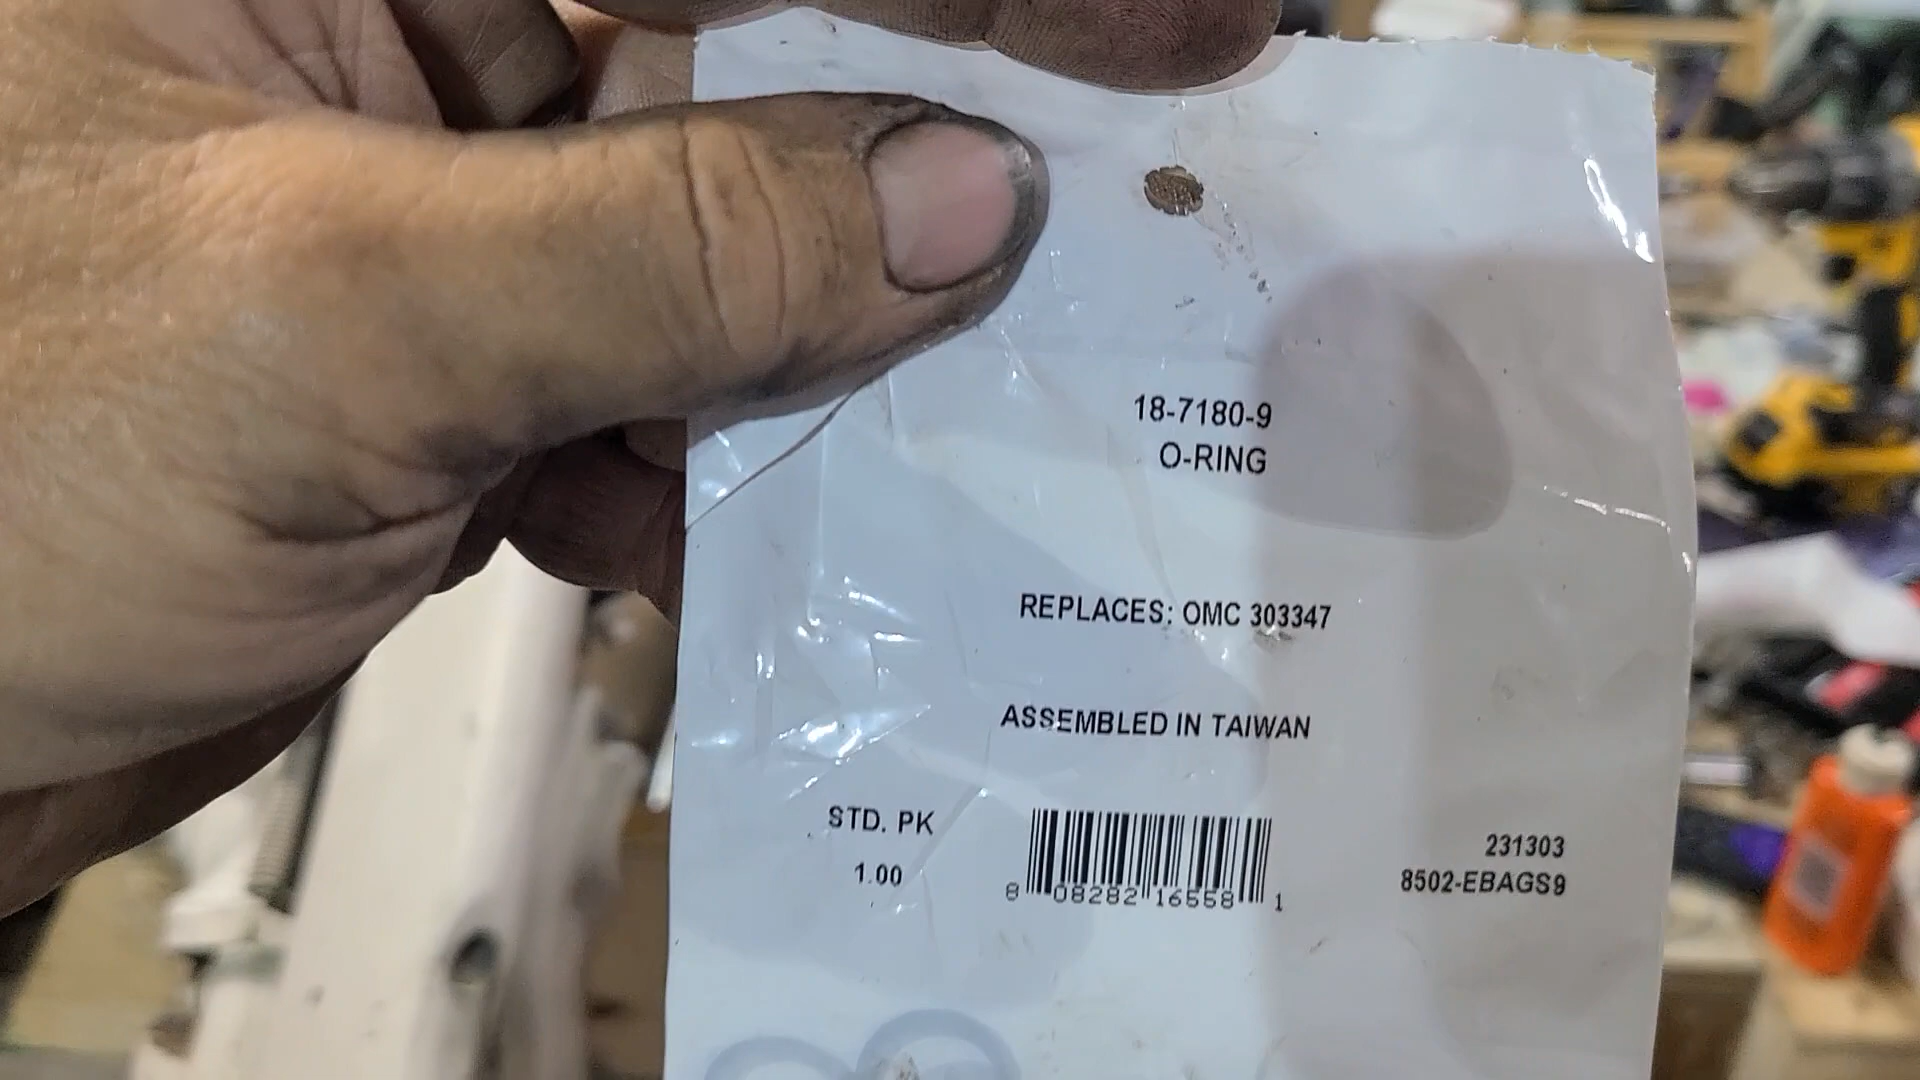 18-7180-9
O-RING
REPLACES: OMC 303347
ASSEMBLED IN TAIWAN
STD. PK
1.00
8 08282 16558 1
231303
8502-EBAGS9